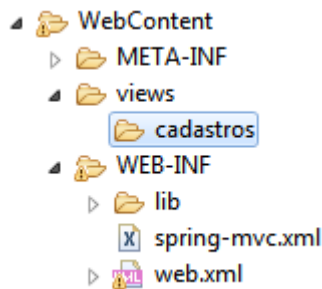 WebContent
META-INF
views
cadastros
WEB-INF
lib
spring-mvc.xml
web.xml